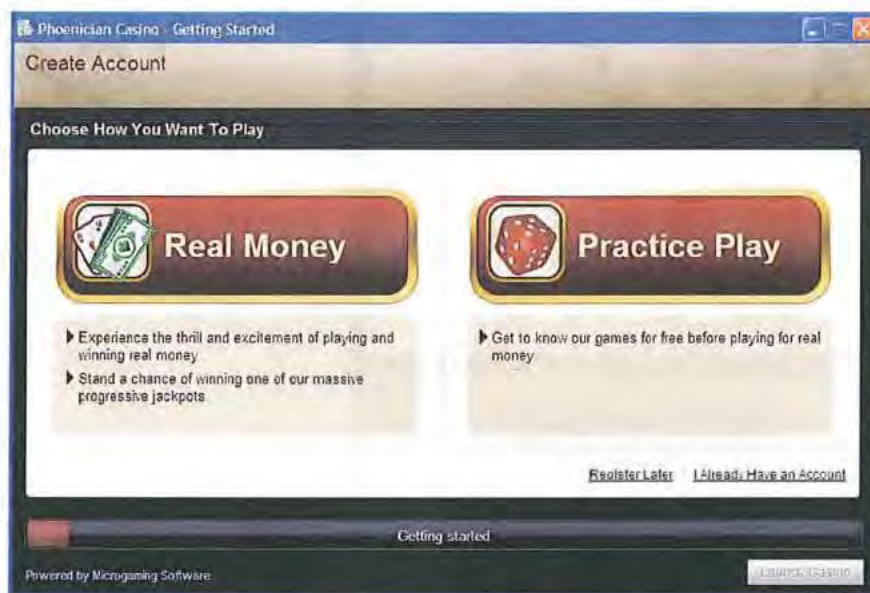 Phoenician Casino - Getting Started
Create Account
Choose How You Want To Play
Real Money
Practice Play
Experience the thrill and excitement of playing and
winning real money
Stand a chance of winning one of our massive
progressive jackpots
Get to know our games for free before playing for real
money
Register Later
I Already Have an Account
Getting started
Powered by Microgaming Software
Launch Casino